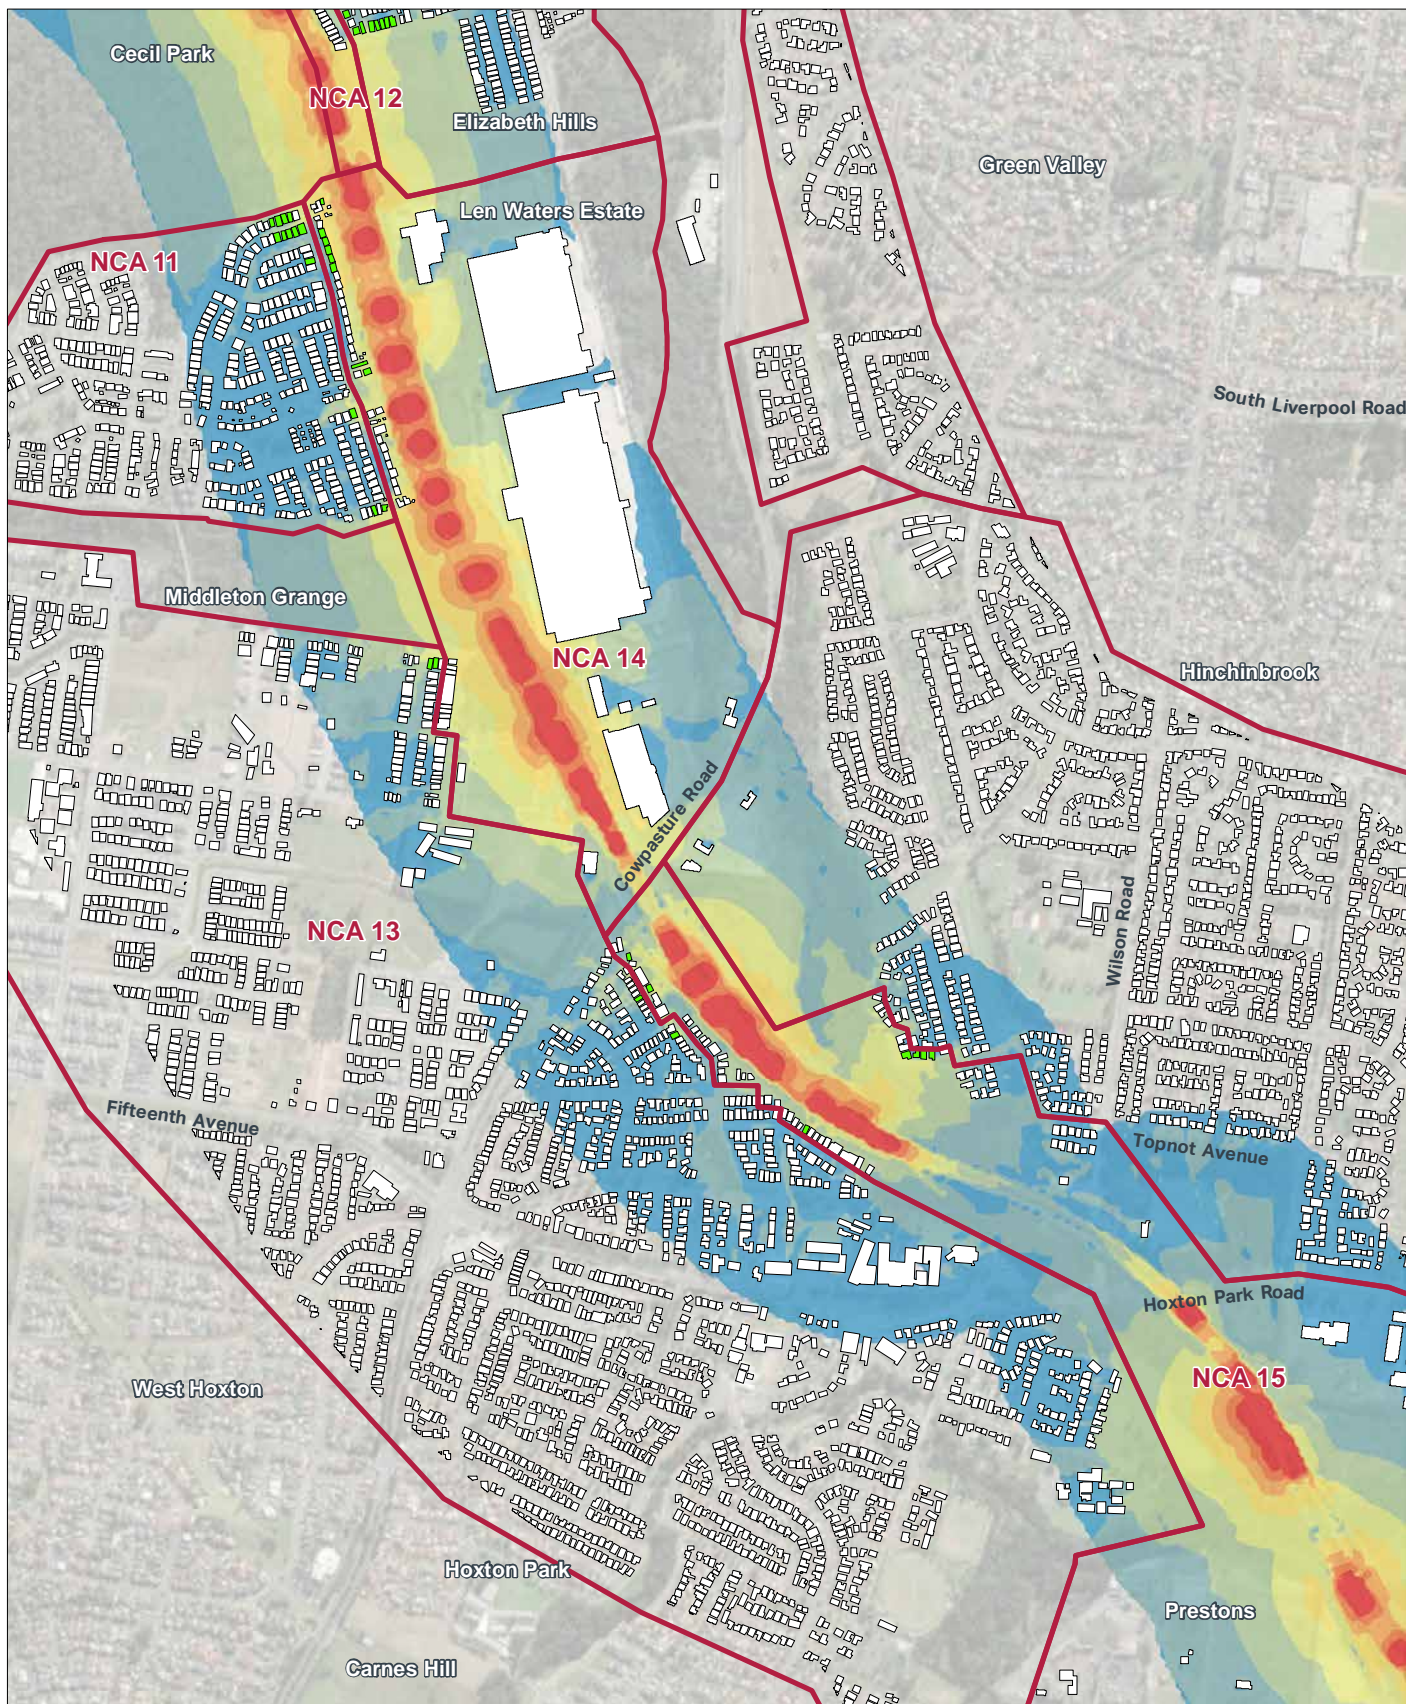 Cecil Park
NCA 12
Elizabeth Hills
Green Valley
Len Waters Estate
NCA 11
South Liverpool Road
Middleton Grange
NCA 14
Hinchinbrook
Cowpasture Road
NCA 13
Wilson Road
Fifteenth Avenue
Topnot Avenue
Hoxton Park Road
West Hoxton
NCA 15
Hoxton Park
Prestons
Carnes Hill